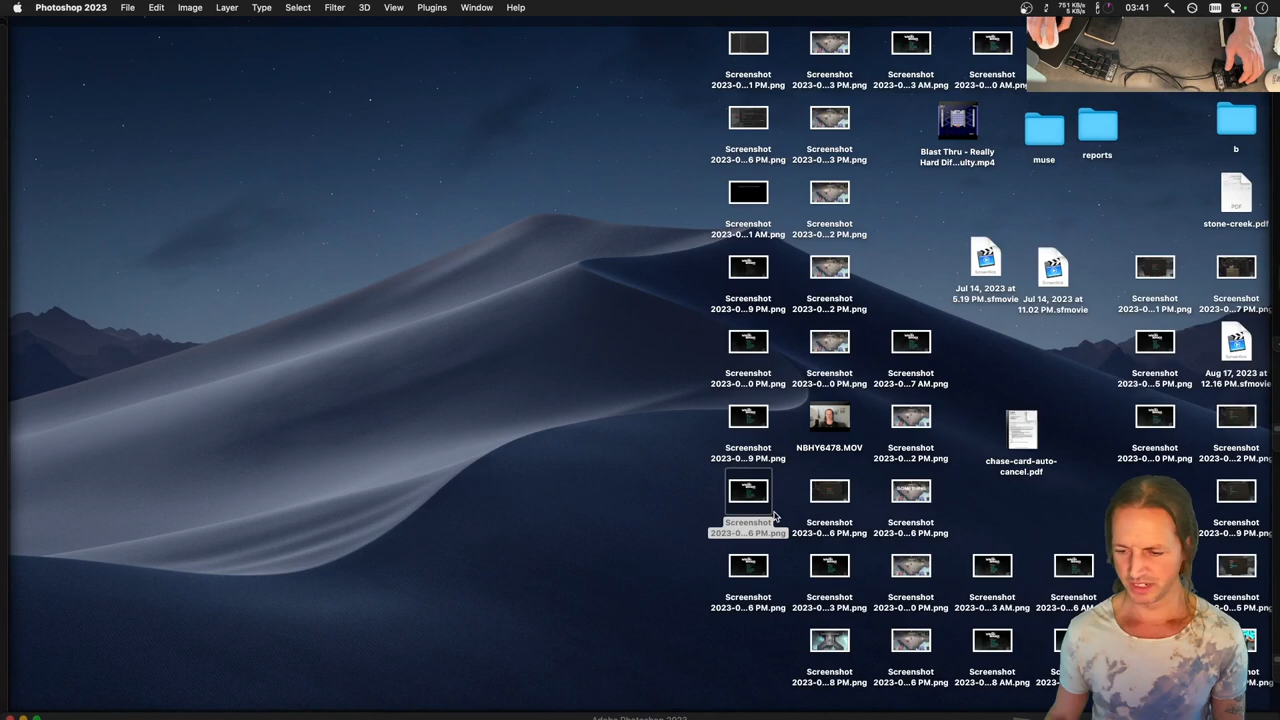 Photoshop 2023 File Edit Image Layer Type Select Filter 3D View Plugins Window Help 751 KB/s 5 KB/s 03:41
Screenshot
2023-0...1 PM.png
Screenshot
2023-0...3 PM.png
Screenshot
2023-0...3 AM.png
Screenshot
2023-0...0 AM.png
Screenshot
2023-0...6 PM.png
Screenshot
2023-0...3 PM.png
Blast Thru - Really
Hard Dif...ulty.mp4
muse
reports
b
Screenshot
2023-0...1 AM.png
Screenshot
2023-0...2 PM.png
PDF
stone-creek.pdf
Screenshot
2023-0...9 PM.png
Screenshot
2023-0...2 PM.png
Jul 14, 2023 at
5.19 PM.sfmovie
Jul 14, 2023 at
11.02 PM.sfmovie
Screenshot
2023-0...1 PM.png
Screenshot
2023-0...7 PM.png
Screenshot
2023-0...0 PM.png
Screenshot
2023-0...0 PM.png
Screenshot
2023-0...7 AM.png
Screenshot
2023-0...5 PM.png
Aug 17, 2023 at
12.16 PM.sfmovie
Screenshot
2023-0...9 PM.png
NBHY6478.MOV
Screenshot
2023-0...2 PM.png
chase-card-auto-
cancel.pdf
Screenshot
2023-0...0 PM.png
Screenshot
2023-0...2 PM.png
Screenshot
2023-0...6 PM.png
Screenshot
2023-0...6 PM.png
Screenshot
2023-0...6 PM.png
Screenshot
2023-0...9 PM.png
Screenshot
2023-0...6 PM.png
Screenshot
2023-0...3 PM.png
Screenshot
2023-0...0 PM.png
Screenshot
2023-0...3 AM.png
Screenshot
2023-0...6 AM
Screenshot
5 PM.png
Screenshot
2023-0...8 PM.png
Screenshot
2023-0...6 PM.png
Screenshot
2023-0...8 AM.png
PM.png
Adobe Photoshop 2023